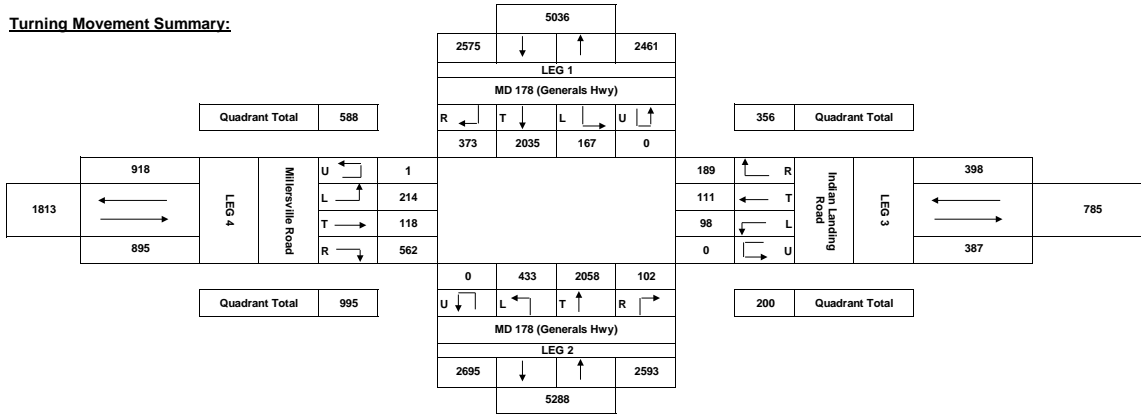 5036
Turning Movement Summary:
2575 2461
LEG 1
MD 178 (Generals Hwy)
Quadrant Total 588
R T L U
356 Quadrant Total
373 2035 167 0
918
U 1
189 R
398
1813
LEG 4
Millersville Road
L 214
111 T
Indian Landing Road
LEG 3
785
T 118
98 L
895
R 562
0 U
387
0 433 2058 102
Quadrant Total 995
U L T R
200 Quadrant Total
MD 178 (Generals Hwy)
LEG 2
2695 2593
5288